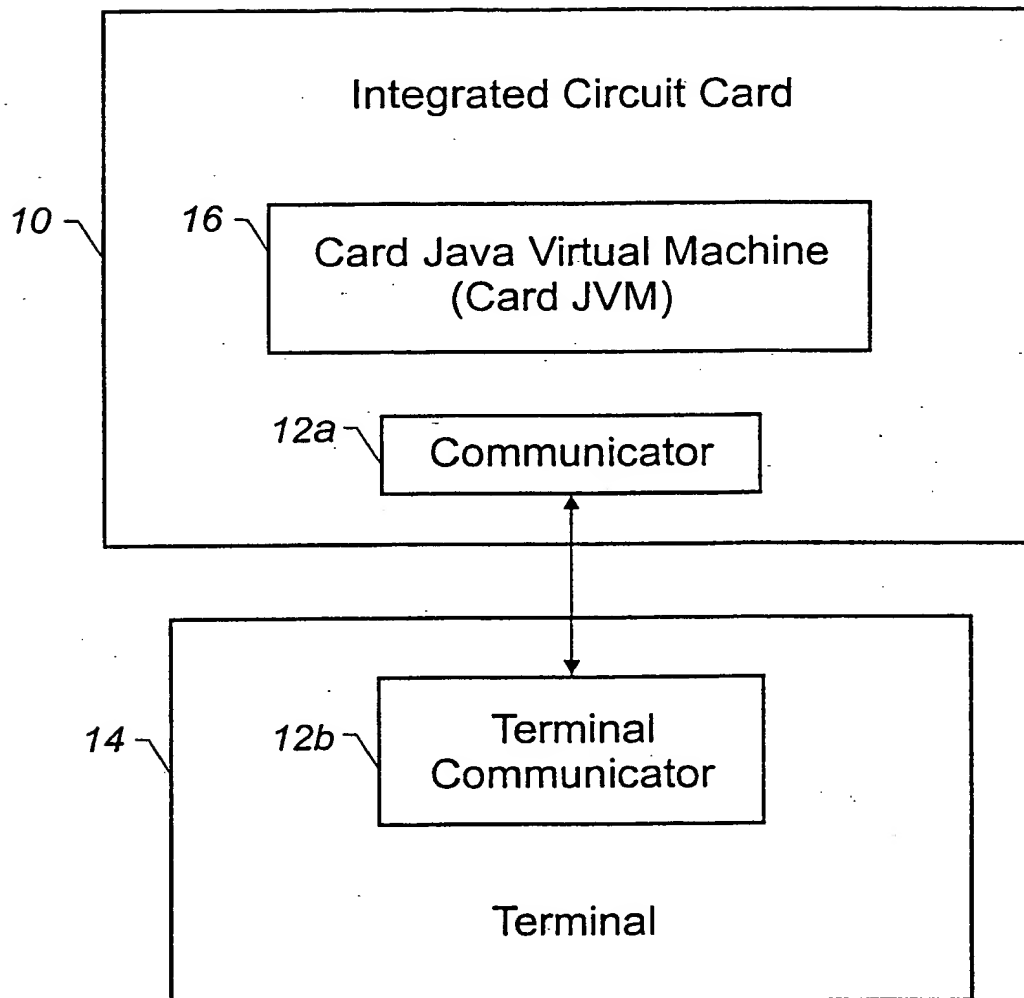 Integrated Circuit Card
10
16
Card Java Virtual Machine
(Card JVM)
12a
Communicator
14
12b
Terminal
Communicator
Terminal